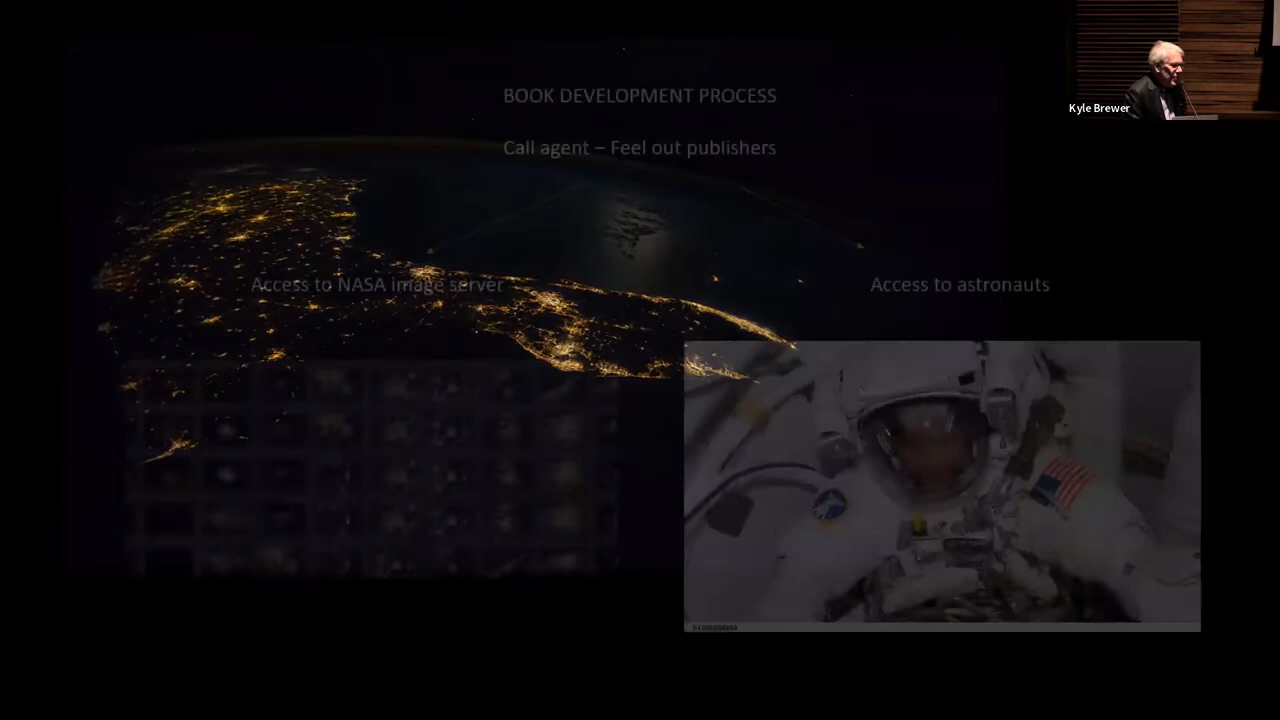 BOOK DEVELOPMENT PROCESS
Kyle Brewer
Call agent – Feel out publishers
Access to NASA image server
Access to astronauts